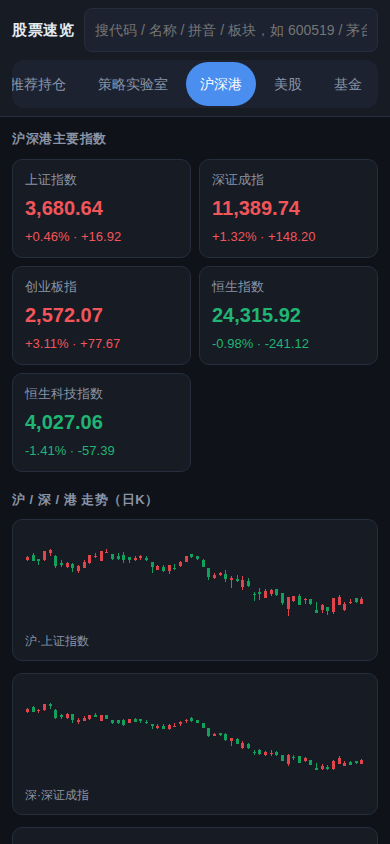 股票速览
搜代码 / 名称 / 拼音 / 板块，如 600519 / 茅台
推荐持仓
策略实验室
沪深港
美股
基金
沪深港主要指数
上证指数
3,680.64
+0.46% · +16.92
深证成指
11,389.74
+1.32% · +148.20
创业板指
2,572.07
+3.11% · +77.67
恒生指数
24,315.92
-0.98% · -241.12
恒生科技指数
4,027.06
-1.41% · -57.39
沪 / 深 / 港 走势（日K）
沪·上证指数
深·深证成指